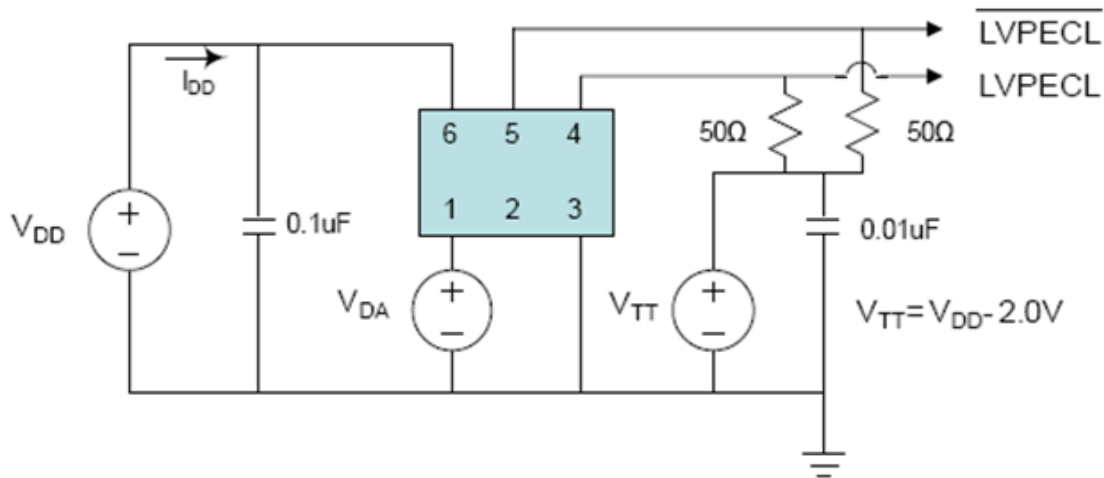 LVPECL
I_DD
LVPECL
6 5 4
50Ω
50Ω
1 2 3
V_DD
0.1uF
0.01uF
V_DA
V_TT
V_TT=V_DD-2.0V